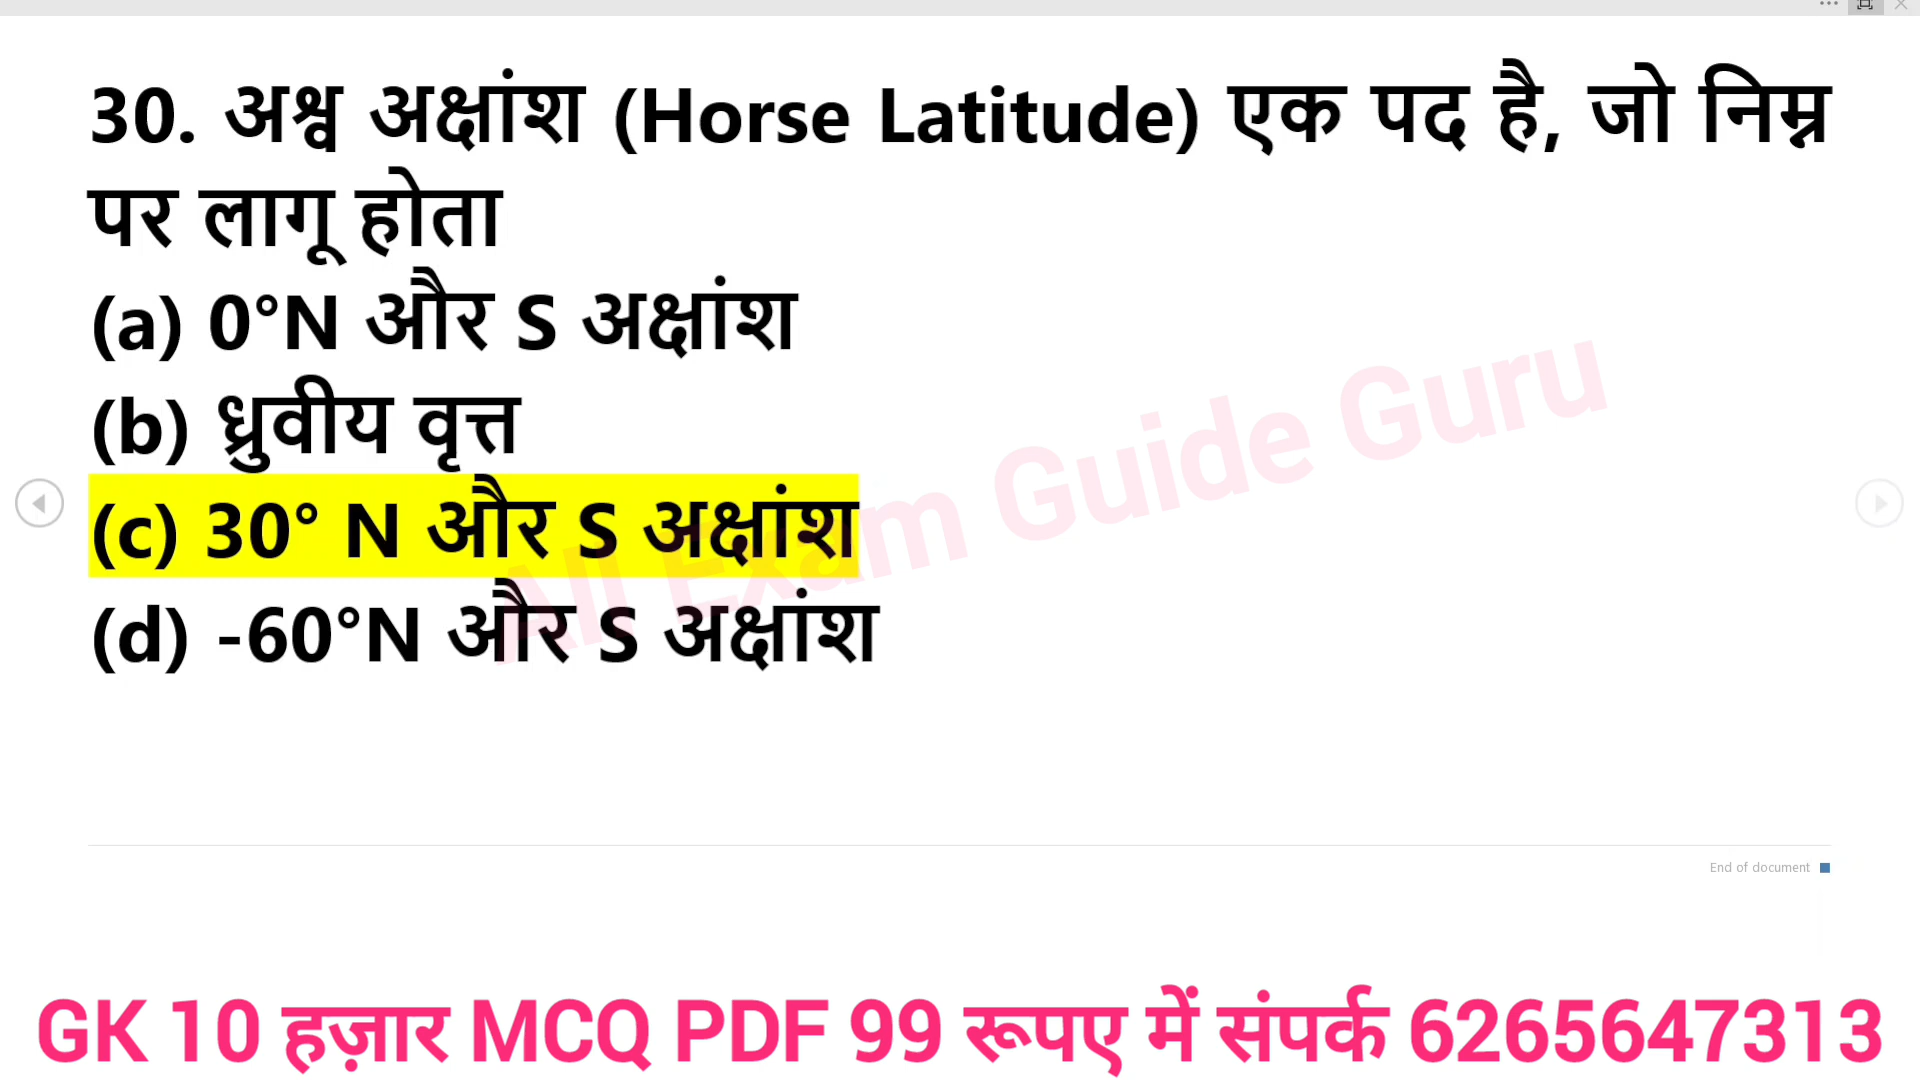 30. अश्व अक्षांश (Horse Latitude) एक पद है, जो निम्न
पर लागू होता
(a) 0°N और S अक्षांश
(b) ध्रुवीय वृत्त
(c) 30° N और S अक्षांश
(d) -60°N और S अक्षांश
All Exam Guide Guru
End of document
GK 10 हज़ार MCQ PDF 99 रूपए में संपर्क 6265647313